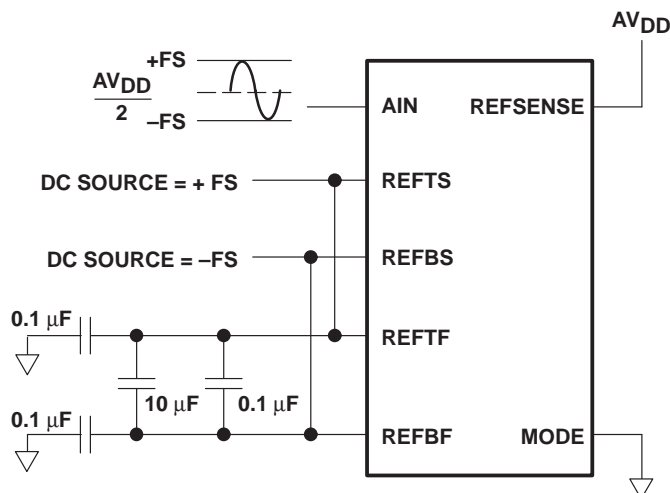 AVDD
+FS
AVDD
2
–FS
AIN
REFSENSE
DC SOURCE = + FS
REFTS
DC SOURCE = –FS
REFBS
0.1 μF
REFTF
10 μF
0.1 μF
0.1 μF
REFBF
MODE